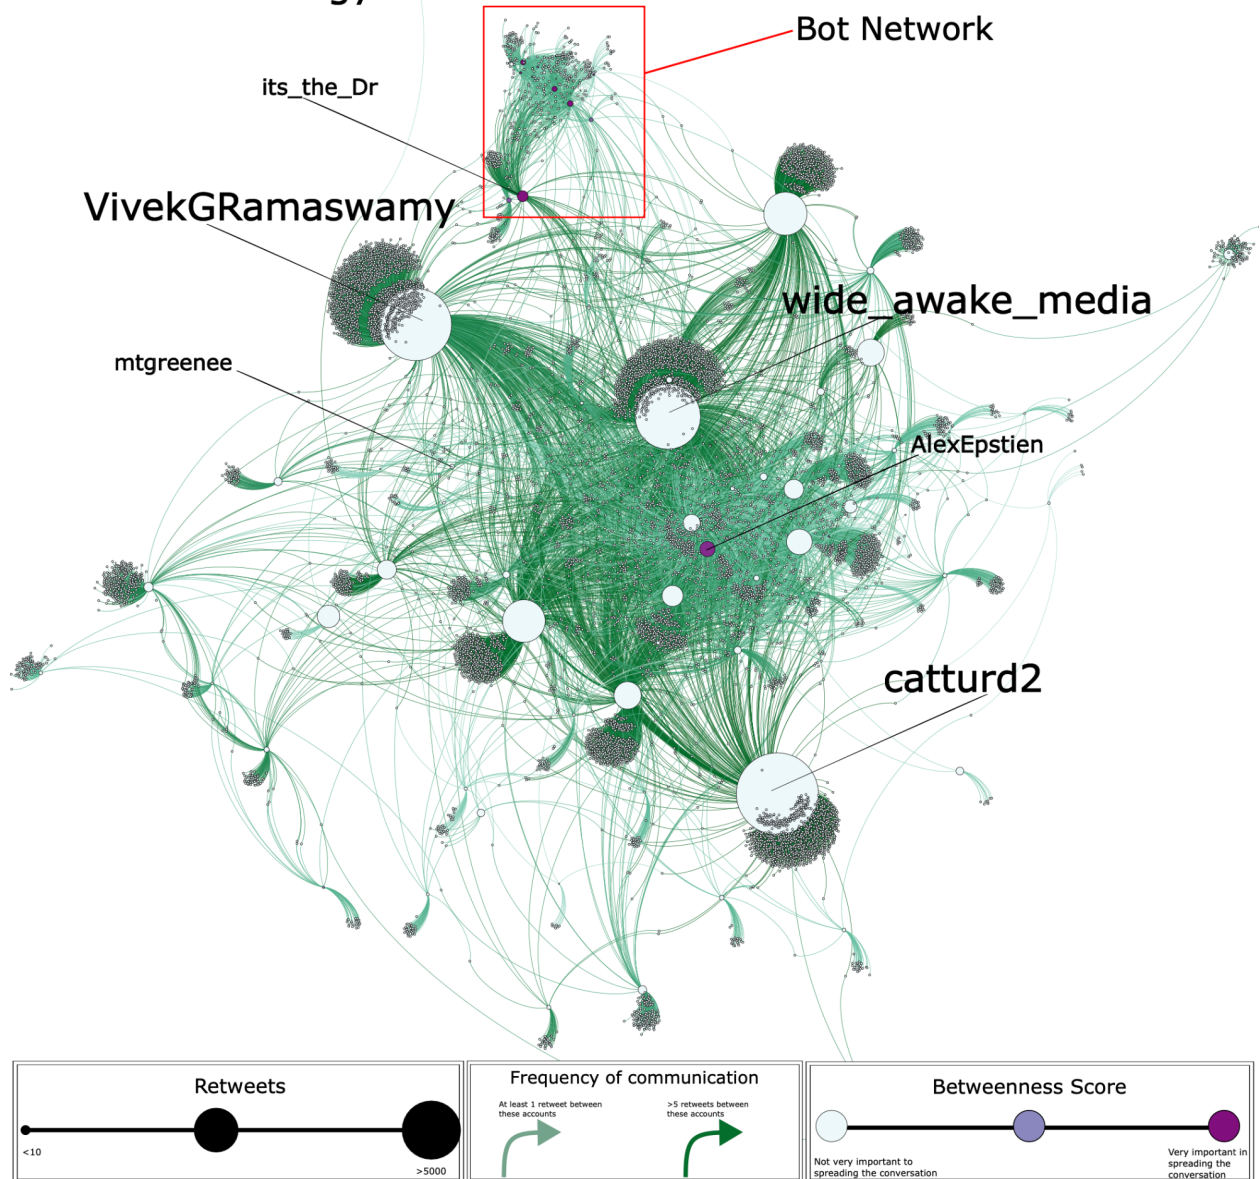 gy
Bot Network
its_the_Dr
VivekGRamaswamy
wide_awake_media
mtgreenee
AlexEpstien
catturd2
Retweets
<10
>5000
Frequency of communication
At least 1 retweet between
these accounts
>5 retweets between
these accounts
Betweenness Score
Not very important to
spreading the conversation
Very important in
spreading the
conversation